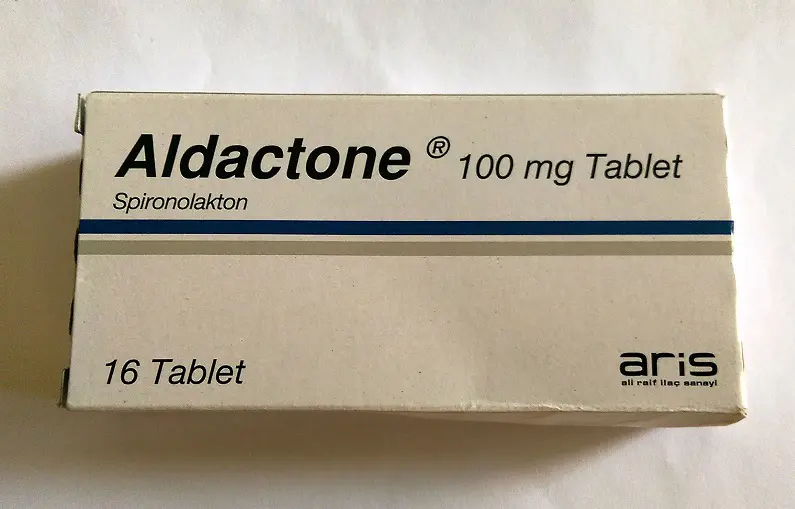 Aldactone ® 100 mg Tablet
Spironolakton
16 Tablet
aris
ali raif ilaç sanayi